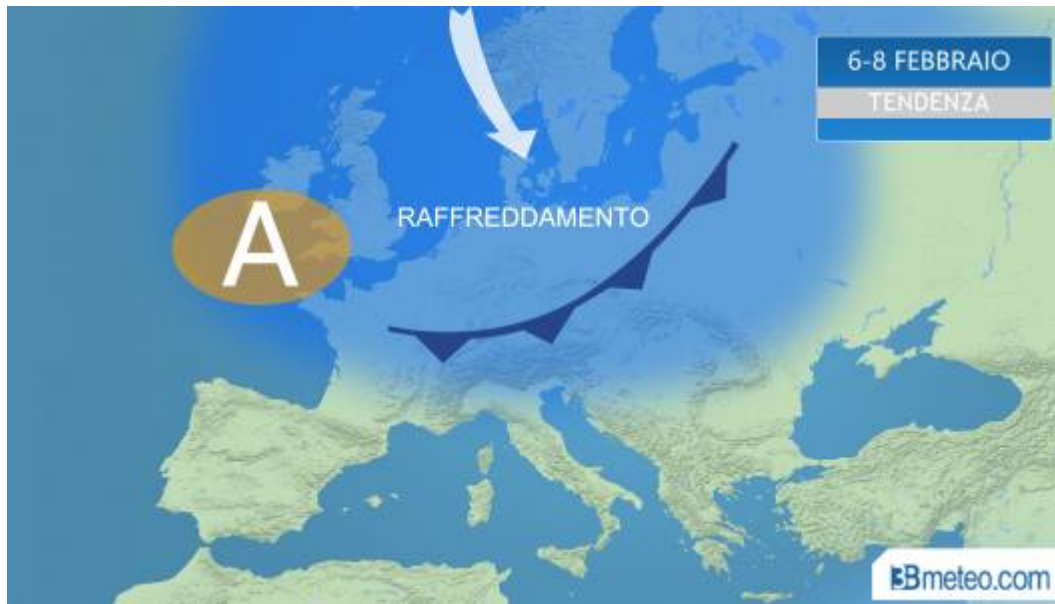 6-8 FEBBRAIO
TENDENZA
A
RAFFREDDAMENTO
3Bmeteo.com